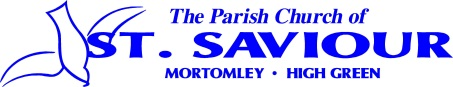 The Parish Church of
ST. SAVIOUR
MORTOMLEY • HIGH GREEN